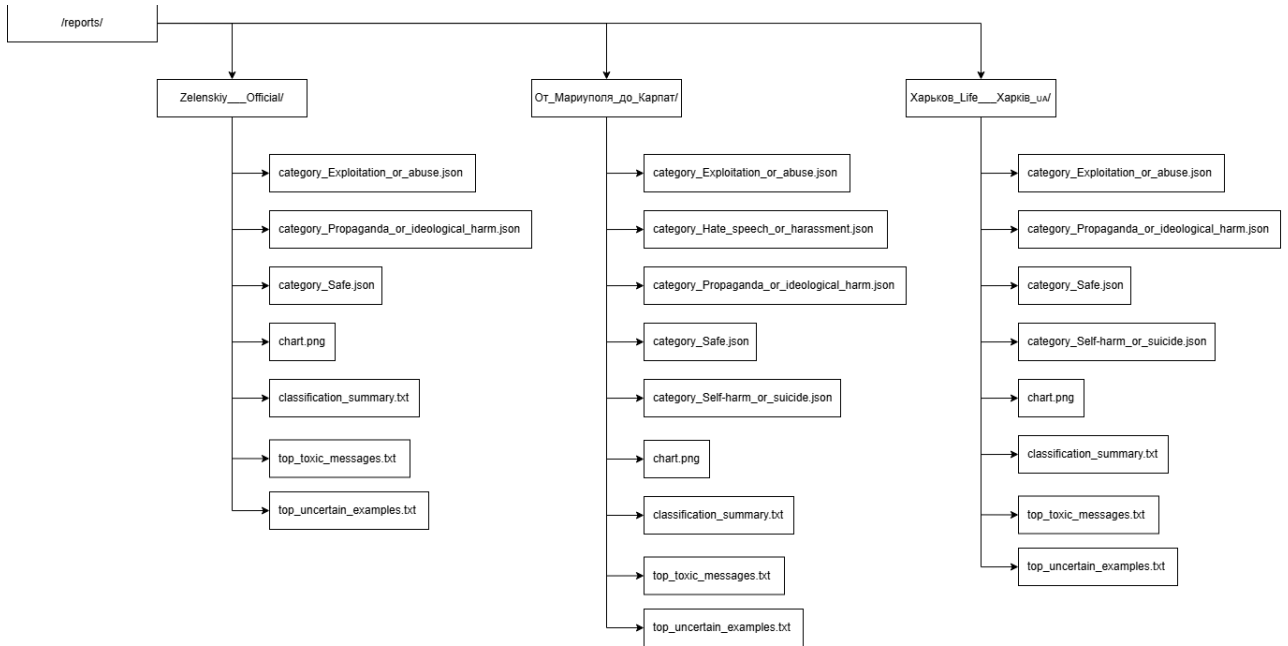 /reports/
Zelenskiy___Official/
category_Exploitation_or_abuse.json
category_Propaganda_or_ideological_harm.json
category_Safe.json
chart.png
classification_summary.txt
top_toxic_messages.txt
top_uncertain_examples.txt
От_Мариуполя_до_Карпат/
category_Exploitation_or_abuse.json
category_Hate_speech_or_harassment.json
category_Propaganda_or_ideological_harm.json
category_Safe.json
category_Self-harm_or_suicide.json
chart.png
classification_summary.txt
top_toxic_messages.txt
top_uncertain_examples.txt
Харьков_Life___Харків_ᴜᴀ/
category_Exploitation_or_abuse.json
category_Propaganda_or_ideological_harm.json
category_Safe.json
category_Self-harm_or_suicide.json
chart.png
classification_summary.txt
top_toxic_messages.txt
top_uncertain_examples.txt